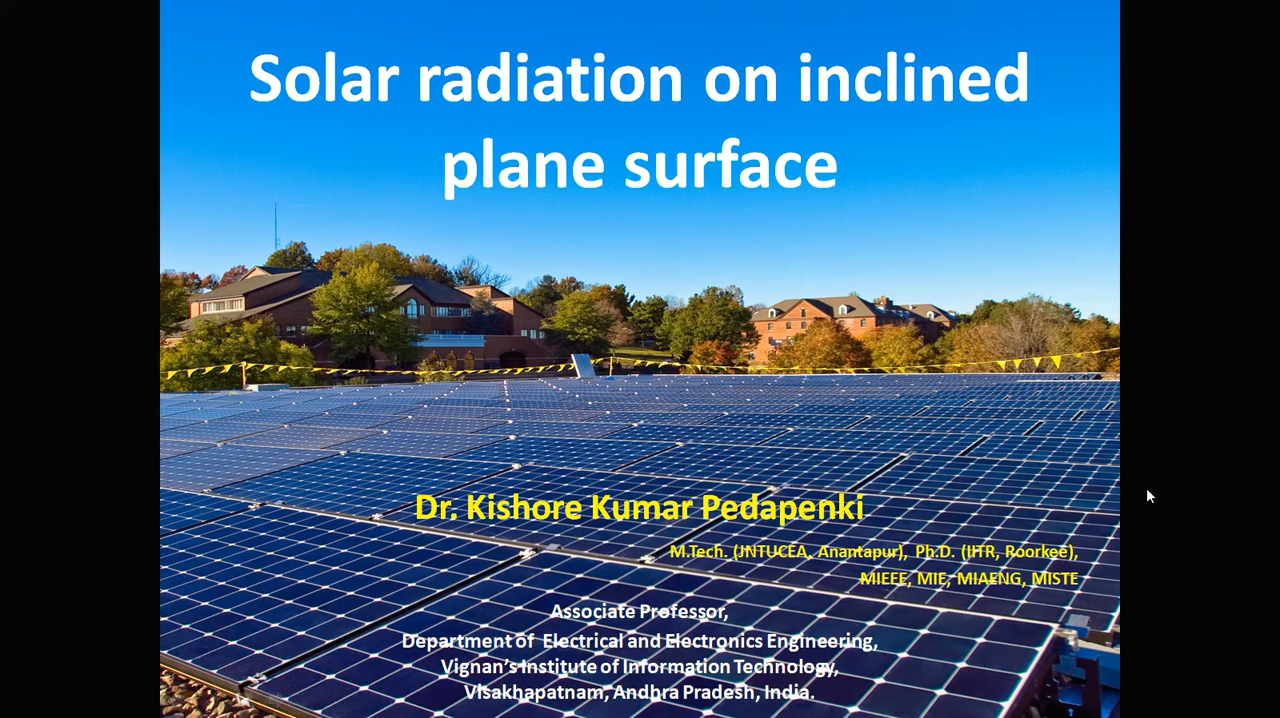 Solar radiation on inclined
plane surface
Dr. Kishore Kumar Pedapenki
M.Tech. (JNTUCEA, Anantapur), Ph.D. (IITR, Roorkee),
MIEEE, MIE, MIAENG, MISTE
Associate Professor,
Department of Electrical and Electronics Engineering,
Vignan's Institute of Information Technology,
Visakhapatnam, Andhra Pradesh, India.